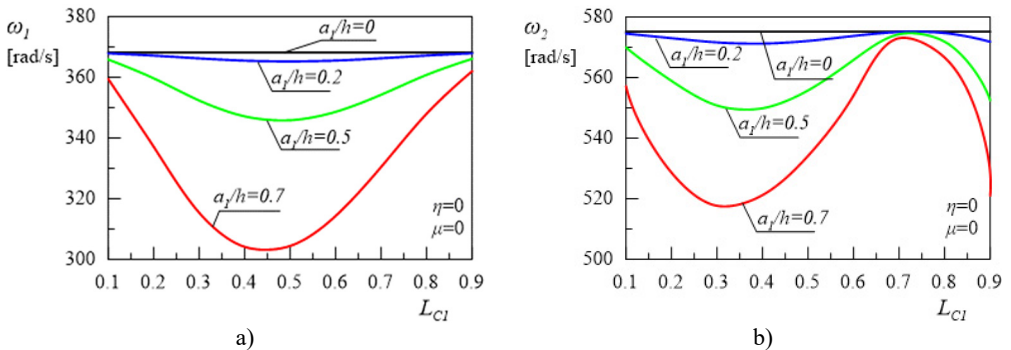 ω1
[rad/s]
380
360
340
320
300
a1/h=0
a1/h=0.2
a1/h=0.5
a1/h=0.7
η=0
μ=0
0.1 0.2 0.3 0.4 0.5 0.6 0.7 0.8 0.9
LC1
a)
ω2
[rad/s]
580
560
540
520
500
a1/h=0.2
a1/h=0
a1/h=0.5
a1/h=0.7
η=0
μ=0
0.1 0.2 0.3 0.4 0.5 0.6 0.7 0.8 0.9
LC1
b)